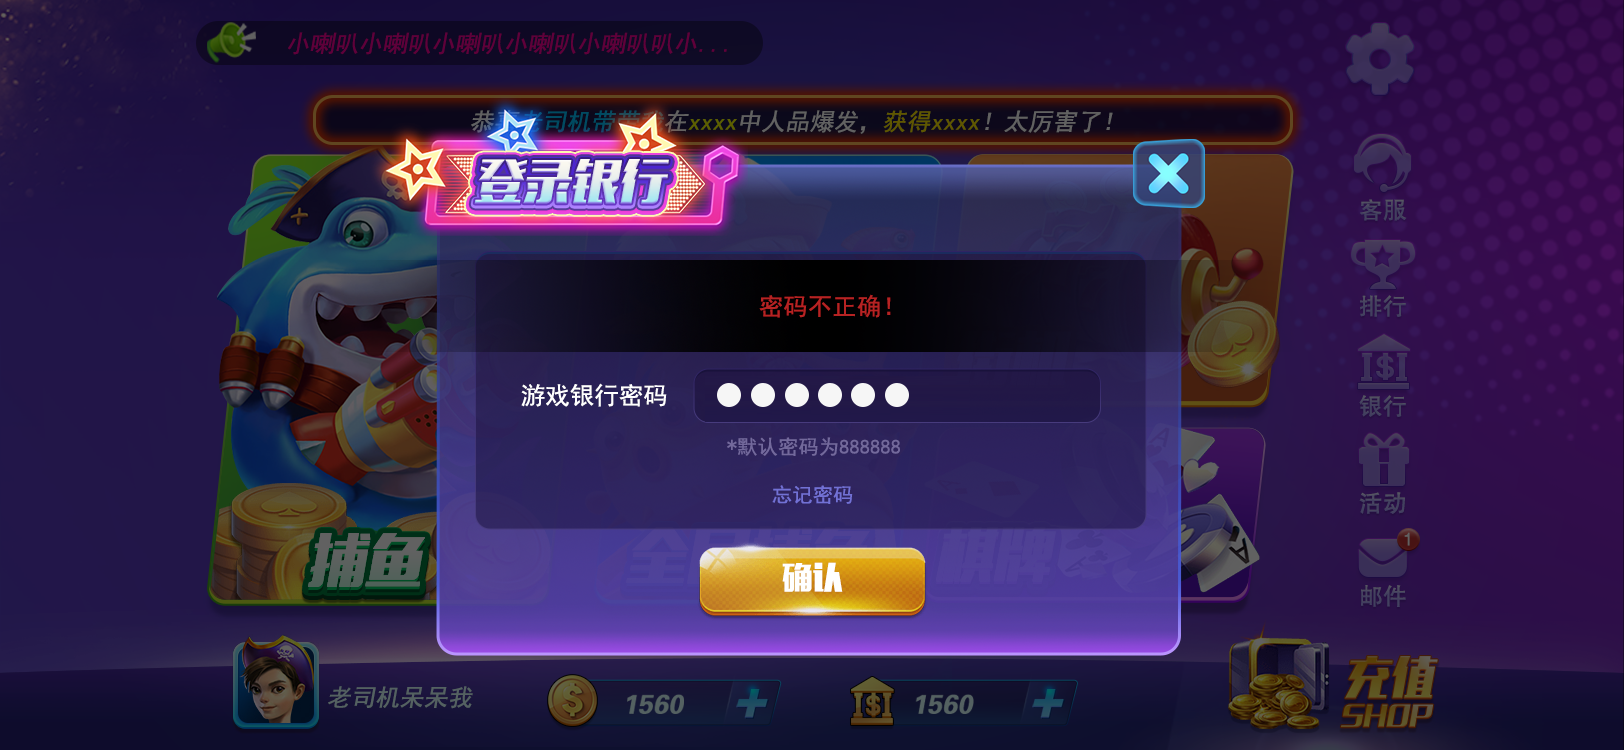 小喇叭小喇叭小喇叭小喇叭小喇叭叭小...
在xxxx中人品爆发，获得xxxx！太厉害了！
登录银行
客服
密码不正确！
排行
游戏银行密码
银行
*默认密码为888888
忘记密码
活动
捕鱼
棋牌
确认
1
邮件
老司机呆呆我
1560
1560
充值
SHOP